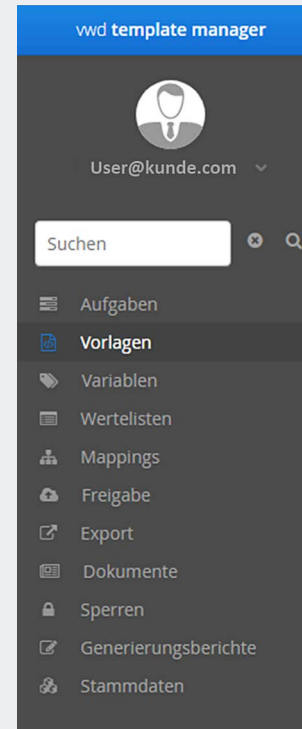 vwd template manager
User@kunde.com
Suchen
Aufgaben
Vorlagen
Variablen
Wertelisten
Mappings
Freigabe
Export
Dokumente
Sperren
Generierungsberichte
Stammdaten